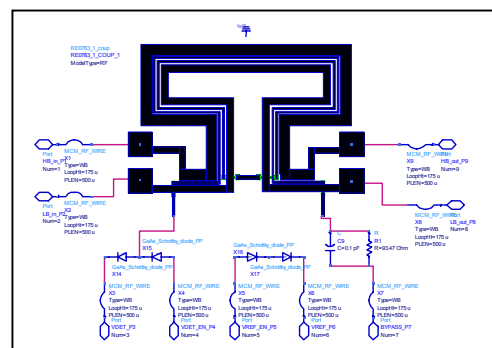 RE0783_1_coup
RE0783_1_COUP_1
ModelType=RF
Port
HB_in_P1
Num=1
MCM_RF_WIRE
X1
Type=WB
LoopHt=175 u
PLEN=500 u
Port
LB_in_P2
Num=2
MCM_RF_WIRE
X2
Type=WB
LoopHt=175 u
PLEN=500 u
MCM_RF_WIRE
X9
Type=WB
LoopHt=175 u
PLEN=500 u
Port
HB_out_P9
Num=9
MCM_RF_WIRE
X8
Type=WB
LoopHt=175 u
PLEN=500 u
Port
LB_out_P8
Num=8
GaAs_Schottky_diode_PP
X15
GaAs_Schottky_diode_PP
X14
GaAs_Schottky_diode_PP
X16
GaAs_Schottky_diode_PP
X17
C
C9
C=0.1 pF
R
R1
R=93.47 Ohm
MCM_RF_WIRE
X3
Type=WB
LoopHt=175 u
PLEN=500 u
Port
VDET_P3
Num=3
MCM_RF_WIRE
X4
Type=WB
LoopHt=175 u
PLEN=500 u
Port
VDET_EN_P4
Num=4
MCM_RF_WIRE
X5
Type=WB
LoopHt=175 u
PLEN=500 u
Port
VREF_EN_P5
Num=5
MCM_RF_WIRE
X6
Type=WB
LoopHt=175 u
PLEN=500 u
Port
VREF_P6
Num=6
MCM_RF_WIRE
X7
Type=WB
LoopHt=175 u
PLEN=500 u
Port
BYPASS_P7
Num=7